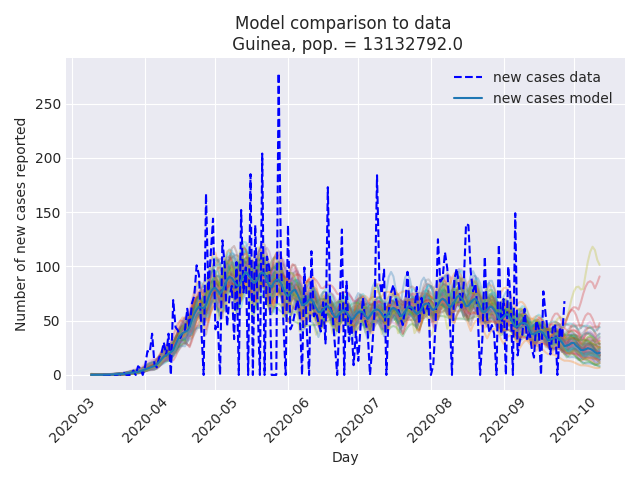 Model comparison to data
Guinea, pop. = 13132792.0
new cases data
new cases model
Number of new cases reported
250
200
150
100
50
0
2020-03
2020-04
2020-05
2020-06
2020-07
2020-08
2020-09
2020-10
Day